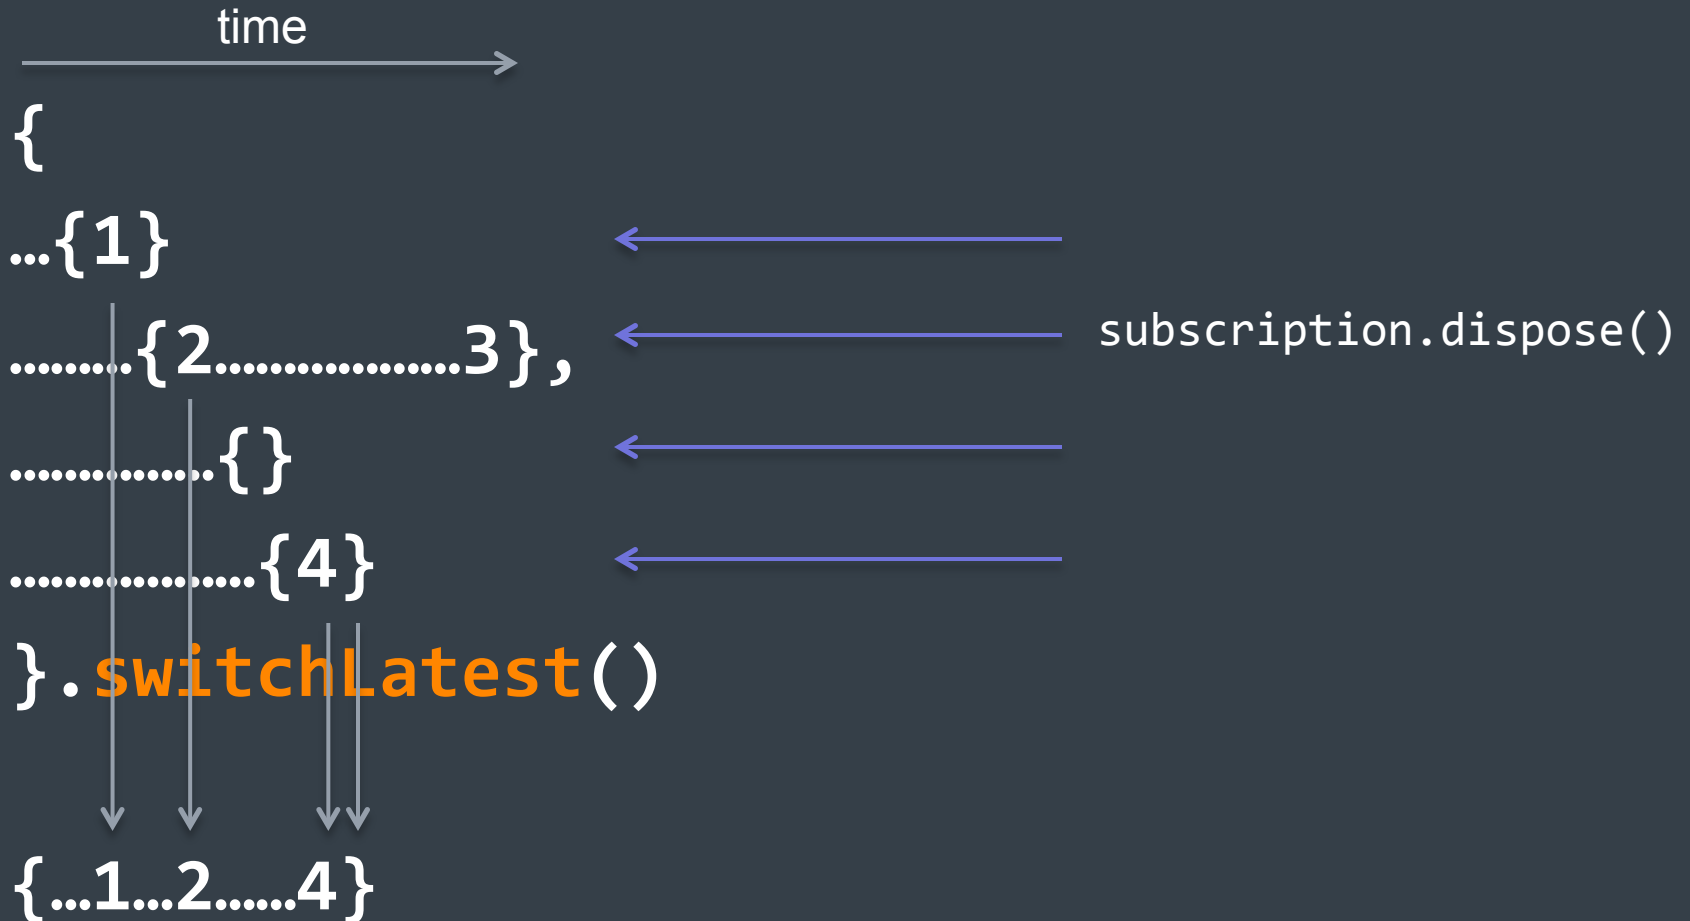 time
{
…{1}
………{2………………3},
……………{}
………………{4}
}.switchLatest()
subscription.dispose()
{…1…2……4}